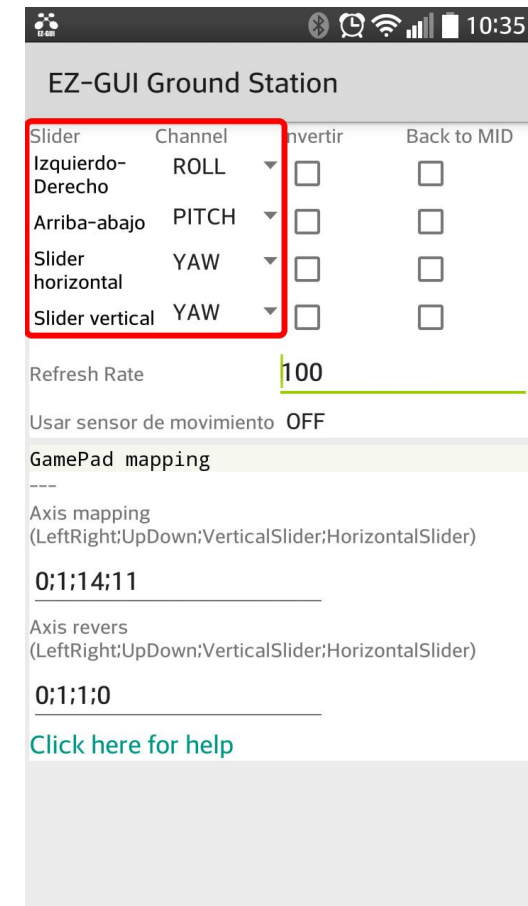 EZ-GUI
10:35
EZ-GUI Ground Station
Slider Channel nvertir Back to MID
Izquierdo-
Derecho
ROLL
Arriba-abajo PITCH
Slider
horizontal
YAW
Slider vertical YAW
Refresh Rate 100
Usar sensor de movimiento OFF
GamePad mapping
---
Axis mapping
(LeftRight;UpDown;VerticalSlider;HorizontalSlider)
0;1;14;11
Axis revers
(LeftRight;UpDown;VerticalSlider;HorizontalSlider)
0;1;1;0
Click here for help